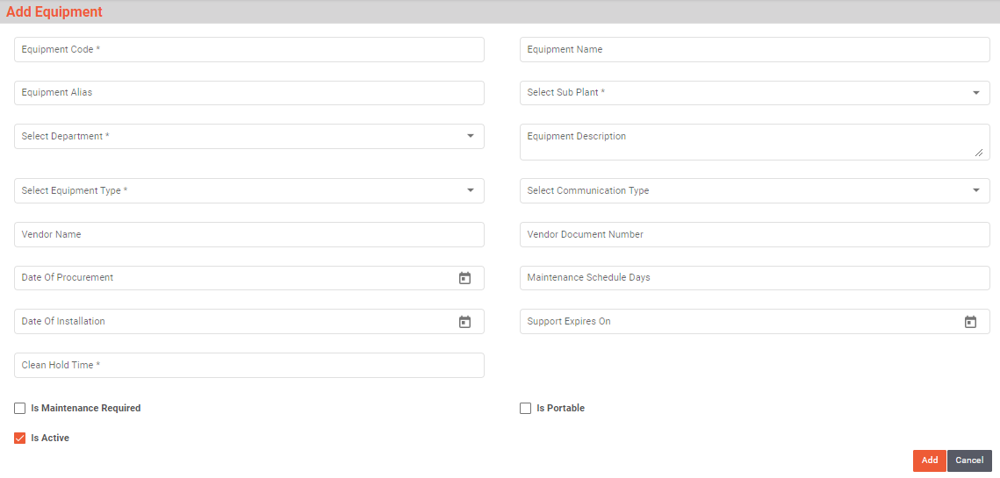 Add Equipment
Equipment Code *
Equipment Name
Equipment Alias
Select Sub Plant *
Select Department *
Equipment Description
Select Equipment Type *
Select Communication Type
Vendor Name
Vendor Document Number
Date Of Procurement
Maintenance Schedule Days
Date Of Installation
Support Expires On
Clean Hold Time *
Is Maintenance Required
Is Portable
Is Active
Add
Cancel